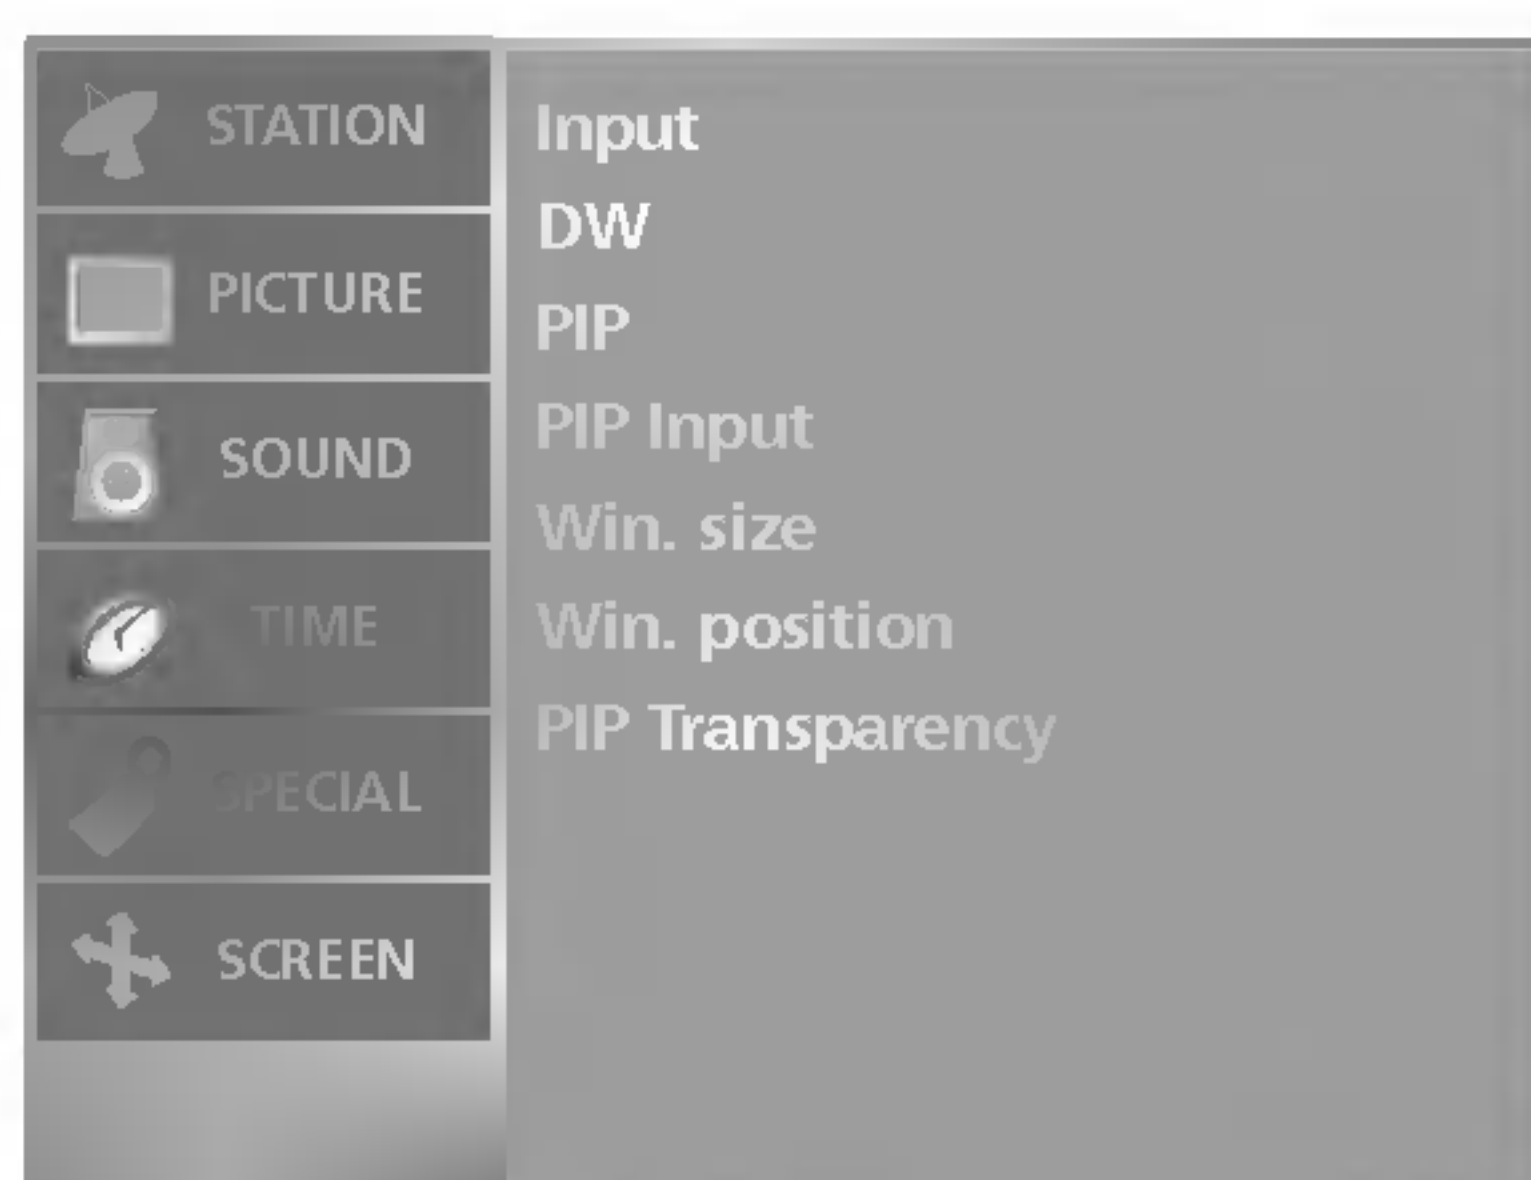 STATION
PICTURE
SOUND
TIME
SPECIAL
SCREEN
Input
DW
PIP
PIP Input
Win. size
Win. position
PIP Transparency